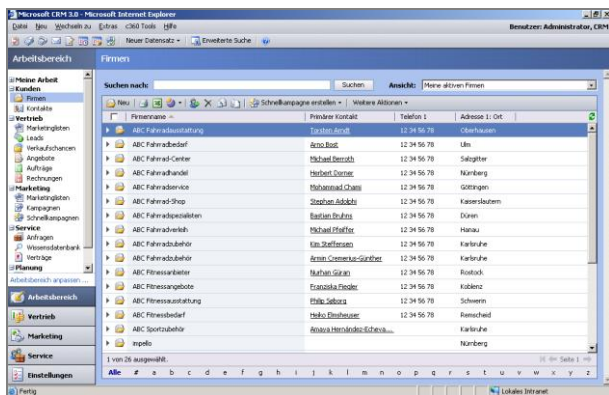 Microsoft CRM 3.0 - Microsoft Internet Explorer
Datei Neu Wechseln zu Extras c360 Tools Hilfe
Benutzer: Administrator, CRM
Neuer Datensatz Erweiterte Suche
Arbeitsbereich
Firmen
Meine Arbeit
Kunden
Firmen
Kontakte
Vertrieb
Marketinglisten
Leads
Verkaufschancen
Angebote
Aufträge
Rechnungen
Marketing
Marketinglisten
Kampagnen
Schnellkampagnen
Service
Anfragen
Wissensdatenbank
Verträge
Planung
Arbeitsbereich anpassen ...
Arbeitsbereich
Vertrieb
Marketing
Service
Einstellungen
Suchen nach: Suchen Ansicht: Meine aktiven Firmen
Neu Schnellkampagne erstellen Weitere Aktionen
Firmenname Primärer Kontakt Telefon 1 Adresse 1: Ort
ABC Fahrradausstattung Torsten Arndt 12 34 56 78 Oberhausen
ABC Fahrradbedarf Arno Bost 12 34 56 78 Ulm
ABC Fahrrad-Center Michael Berroth 12 34 56 78 Salzgitter
ABC Fahrradhandel Herbert Dorner 12 34 56 78 Nürnberg
ABC Fahrradservice Mohammad Chami 12 34 56 78 Göttingen
ABC Fahrrad-Shop Stephan Adolphi 12 34 56 78 Kaiserslautern
ABC Fahrradspezialisten Bastian Bruhns 12 34 56 78 Düren
ABC Fahrradverleih Michael Pfeiffer 12 34 56 78 Hanau
ABC Fahrradzubehör Kim Steffensen 12 34 56 78 Karlsruhe
ABC Fahrradzubehör Armin Cremerius-Günther 12 34 56 78 Karlsruhe
ABC Fitnessanbieter Nurhan Güran 12 34 56 78 Rostock
ABC Fitnessangebote Franziska Fiegler 12 34 56 78 Koblenz
ABC Fitnessausstattung Philip Seborg 12 34 56 78 Schwerin
ABC Fitnessbedarf Heiko Elmsheuser 12 34 56 78 Remscheid
ABC Sportzubehör Amaya Hernández-Echeva... Karlsruhe
impello Nürnberg
1 von 26 ausgewählt. Seite 1
Alle # a b c d e f g h i j k l m n o p q r s t u v w x y z
Fertig Lokales Intranet